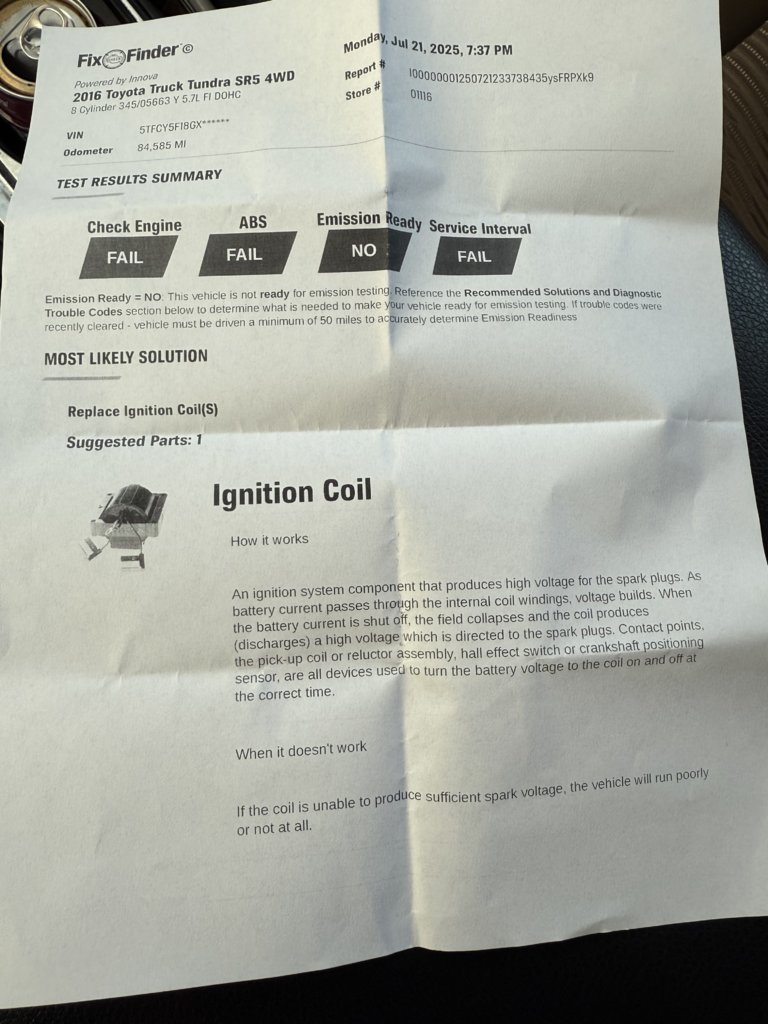 FixFinder ©
Monday, Jul 21, 2025, 7:37 PM
Powered by Innova
2016 Toyota Truck Tundra SR5 4WD
8 Cylinder 345/05663 Y 5.7L FI DOHC
Report # I00000001250721233738435ysFRPXk9
Store # 01116
VIN 5TFCY5FI8GX******
Odometer 84,585 MI
TEST RESULTS SUMMARY
Check Engine ABS Emission Ready Service Interval
FAIL FAIL NO FAIL
Emission Ready = NO: This vehicle is not ready for emission testing. Reference the Recommended Solutions and Diagnostic
Trouble Codes section below to determine what is needed to make your vehicle ready for emission testing. If trouble codes were
recently cleared - vehicle must be driven a minimum of 50 miles to accurately determine Emission Readiness
MOST LIKELY SOLUTION
Replace Ignition Coil(S)
Suggested Parts: 1
Ignition Coil
How it works
An ignition system component that produces high voltage for the spark plugs. As
battery current passes through the internal coil windings, voltage builds. When
the battery current is shut off, the field collapses and the coil produces
(discharges) a high voltage which is directed to the spark plugs. Contact points,
the pick-up coil or reluctor assembly, hall effect switch or crankshaft positioning
sensor, are all devices used to turn the battery voltage to the coil on and off at
the correct time.
When it doesn't work
If the coil is unable to produce sufficient spark voltage, the vehicle will run poorly
or not at all.